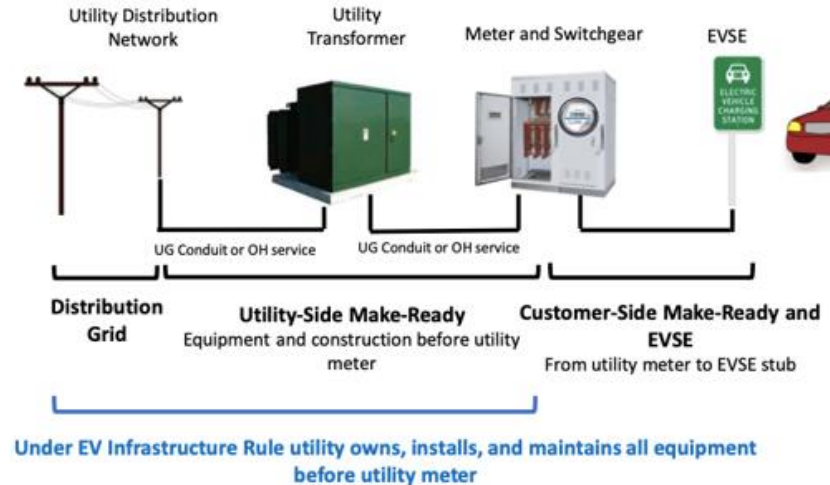 Utility Distribution
Network
Utility
Transformer
Meter and Switchgear
EVSE
ELECTRIC
VEHICLE
CHARGING
STATION
UG Conduit or OH service
UG Conduit or OH service
Distribution
Grid
Utility-Side Make-Ready
Equipment and construction before utility
meter
Customer-Side Make-Ready and
EVSE
From utility meter to EVSE stub
Under EV Infrastructure Rule utility owns, installs, and maintains all equipment
before utility meter